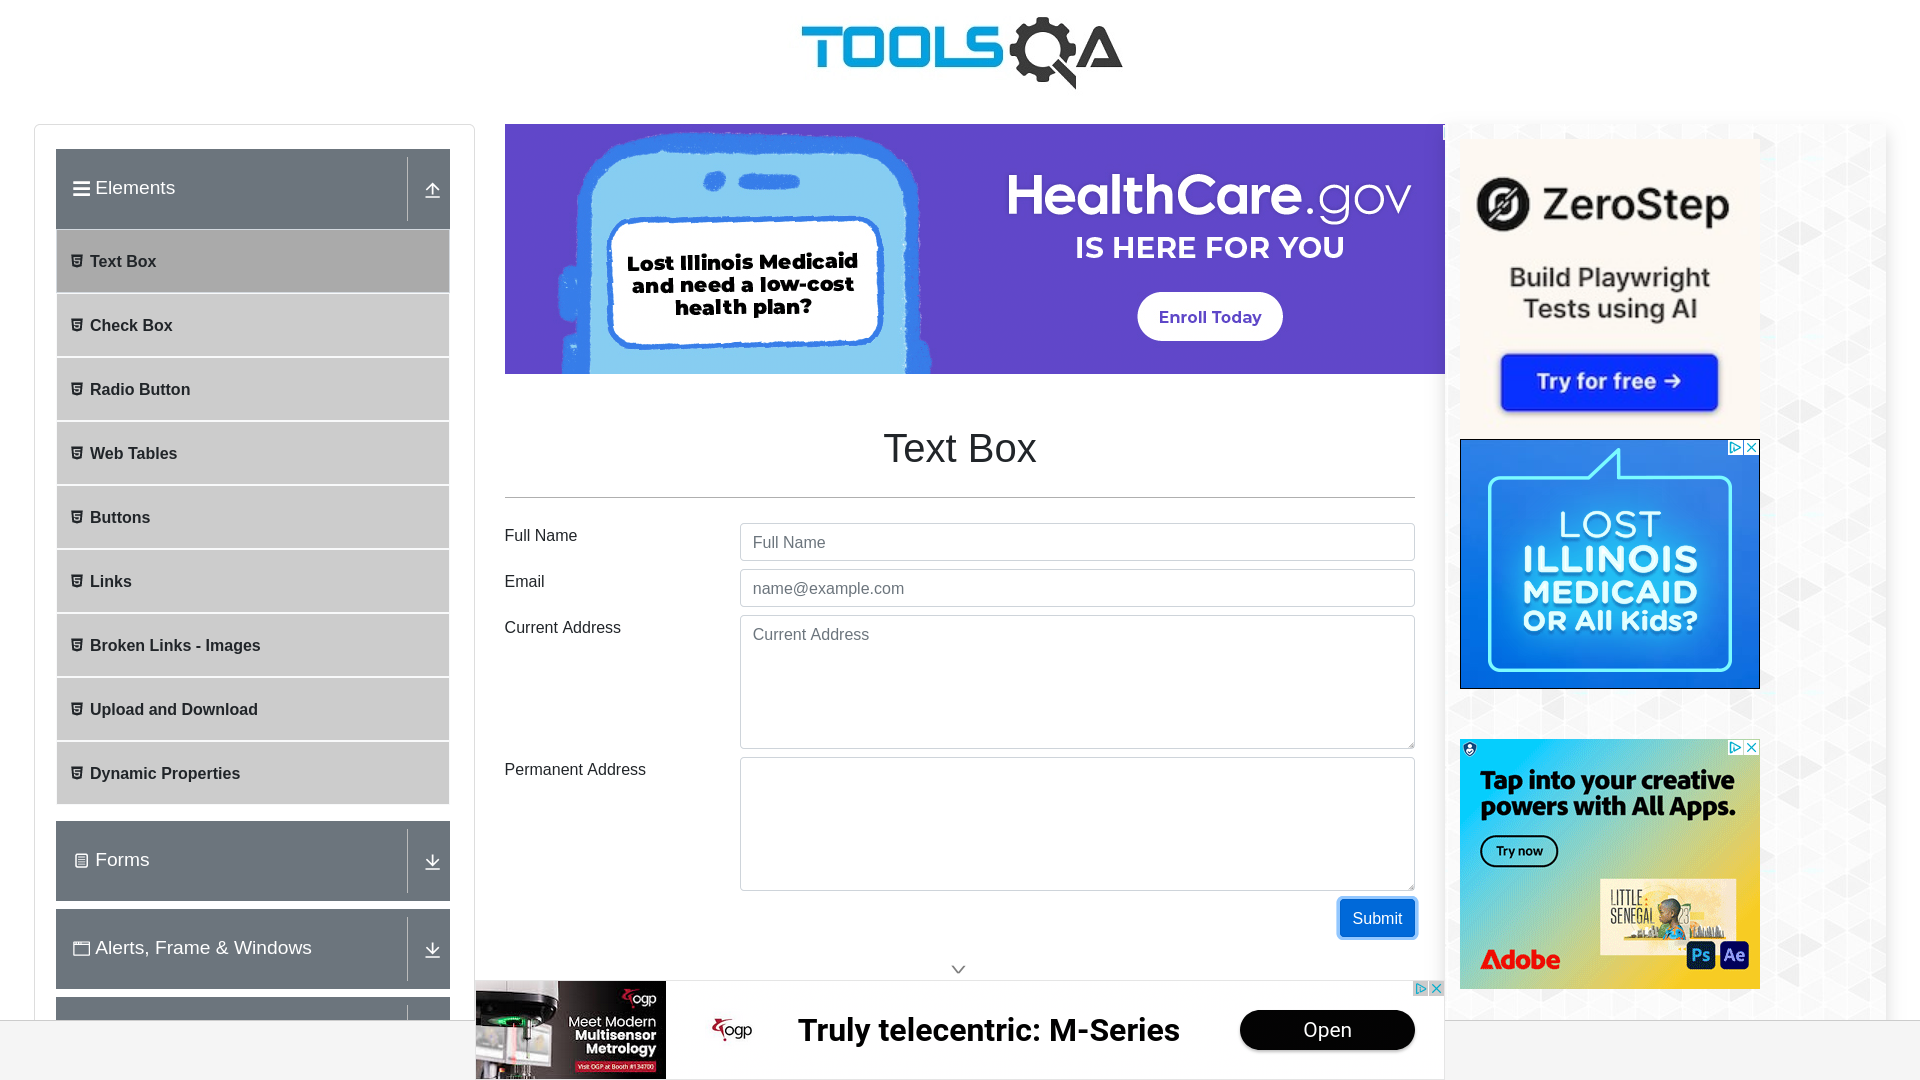 TOOLSQA
Elements
Text Box
Check Box
Radio Button
Web Tables
Buttons
Links
Broken Links - Images
Upload and Download
Dynamic Properties
Forms
Alerts, Frame & Windows
Lost Illinois Medicaid
and need a low-cost
health plan?
HealthCare.gov
IS HERE FOR YOU
Enroll Today
Text Box
Full Name
Full Name
Email
name@example.com
Current Address
Current Address
Permanent Address
Submit
ogp
Meet Modern
Multisensor
Metrology
Visit OGP at Booth #134700
ogp
Truly telecentric: M-Series
Open
ZeroStep
Build Playwright
Tests using AI
Try for free →
LOST
ILLINOIS
MEDICAID
OR All Kids?
Tap into your creative
powers with All Apps.
Try now
LITTLE
SENEGAL
Adobe
Ps
Ae